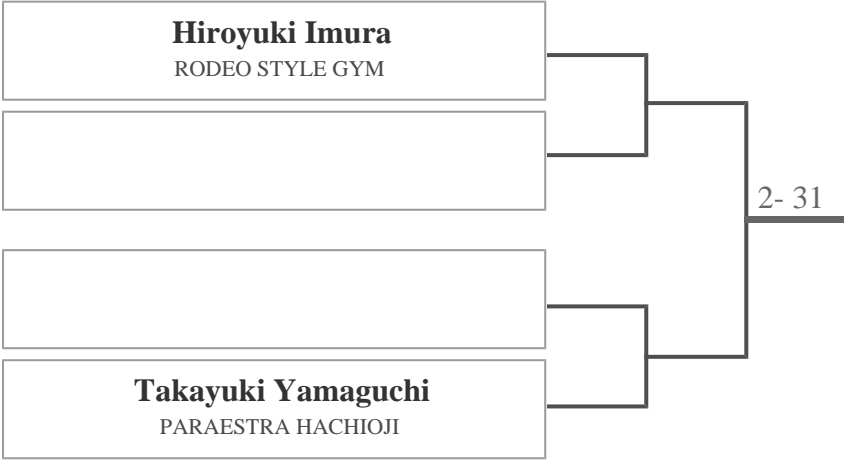 Hiroyuki Imura
RODEO STYLE GYM
2- 31
Takayuki Yamaguchi
PARAESTRA HACHIOJI